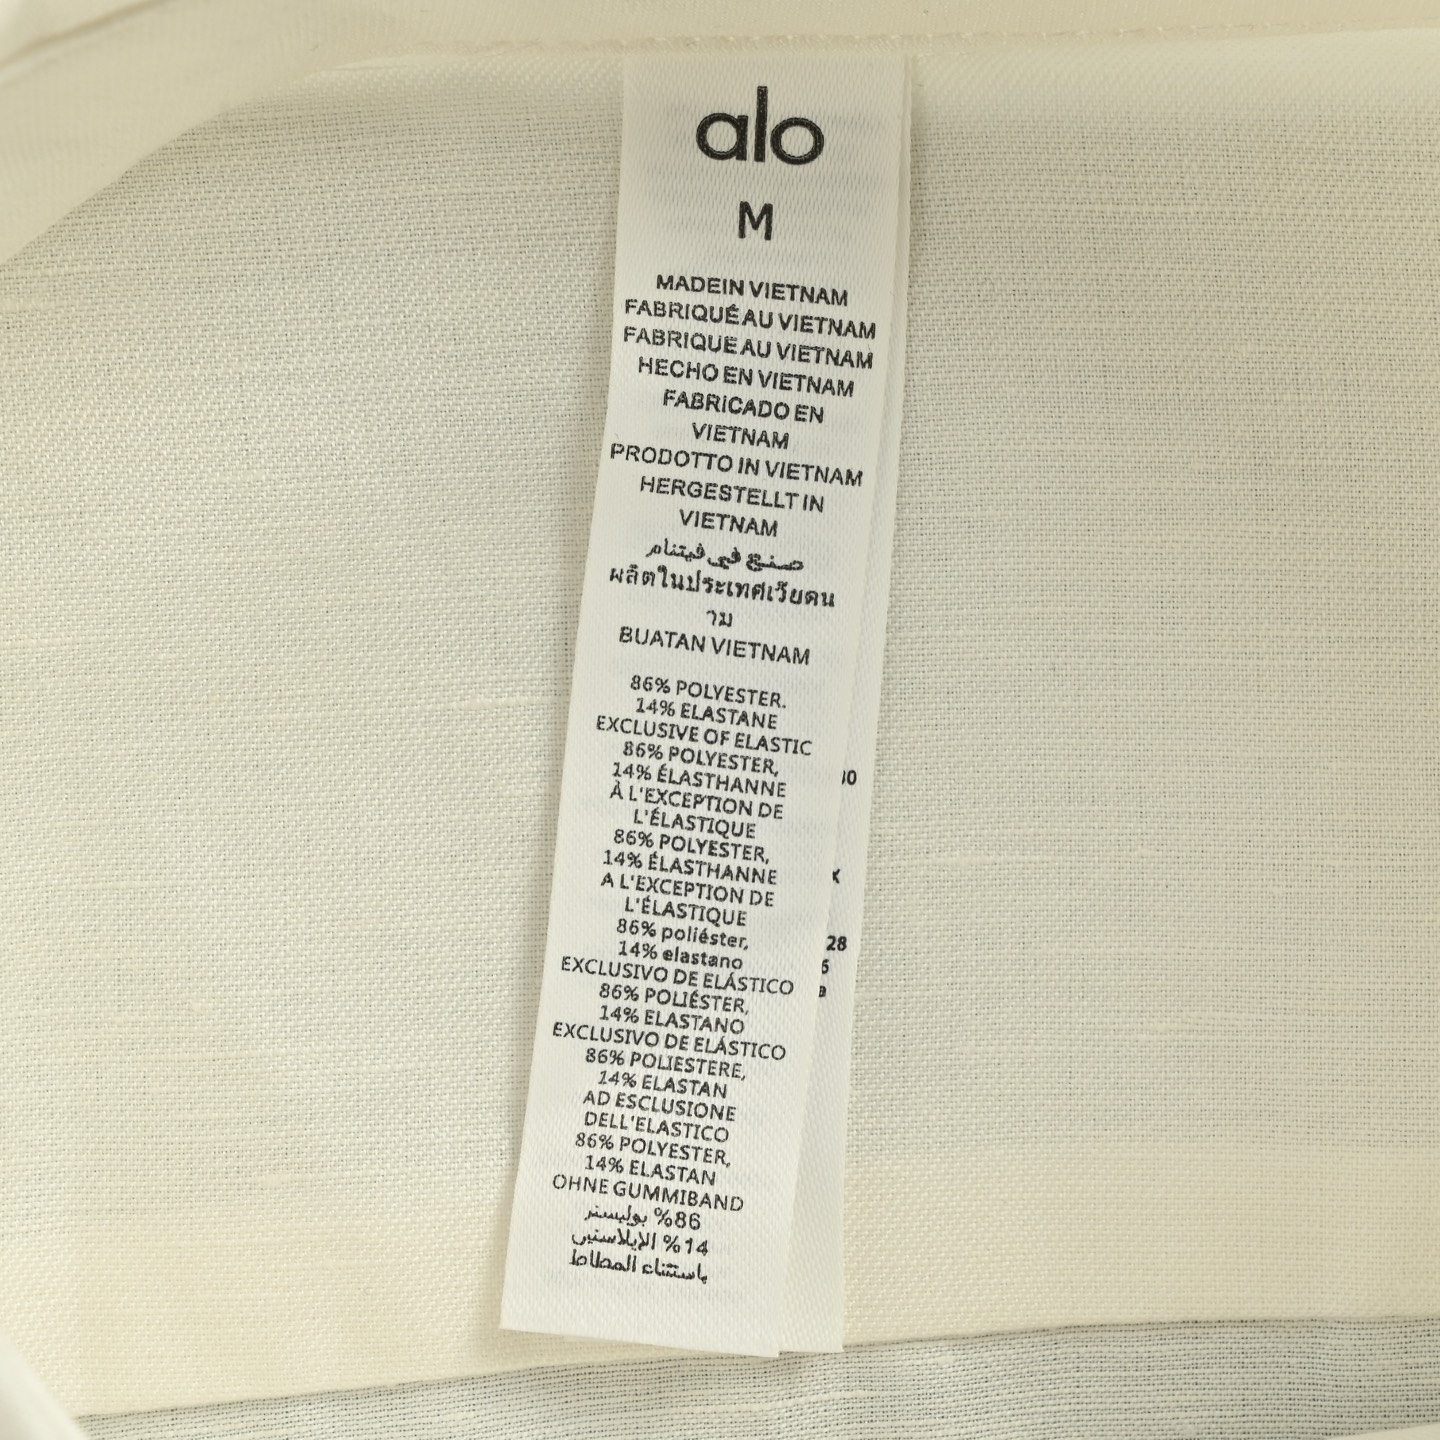 alo
M
MADEIN VIETNAM
FABRIQUÉ AU VIETNAM
FABRIQUE AU VIETNAM
HECHO EN VIETNAM
FABRICADO EN
VIETNAM
PRODOTTO IN VIETNAM
HERGESTELLT IN
VIETNAM
صنع في فيتنام
ผลิตในประเทศเวียดน
าม
BUATAN VIETNAM
86% POLYESTER.
14% ELASTANE
EXCLUSIVE OF ELASTIC
86% POLYESTER,
14% ÉLASTHANNE
À L'EXCEPTION DE
L'ÉLASTIQUE
86% POLYESTER,
14% ÉLASTHANNE
A L'EXCEPTION DE
L'ÉLASTIQUE
86% poliéster,
14% elastano
EXCLUSIVO DE ELÁSTICO
86% POLIÉSTER,
14% ELASTANO
EXCLUSIVO DE ELÁSTICO
86% POLIESTERE,
14% ELASTAN
AD ESCLUSIONE
DELL'ELASTICO
86% POLYESTER,
14% ELASTAN
OHNE GUMMIBAND
86% بوليستر
14% الإيلاستين
باستثناء المطاط
28